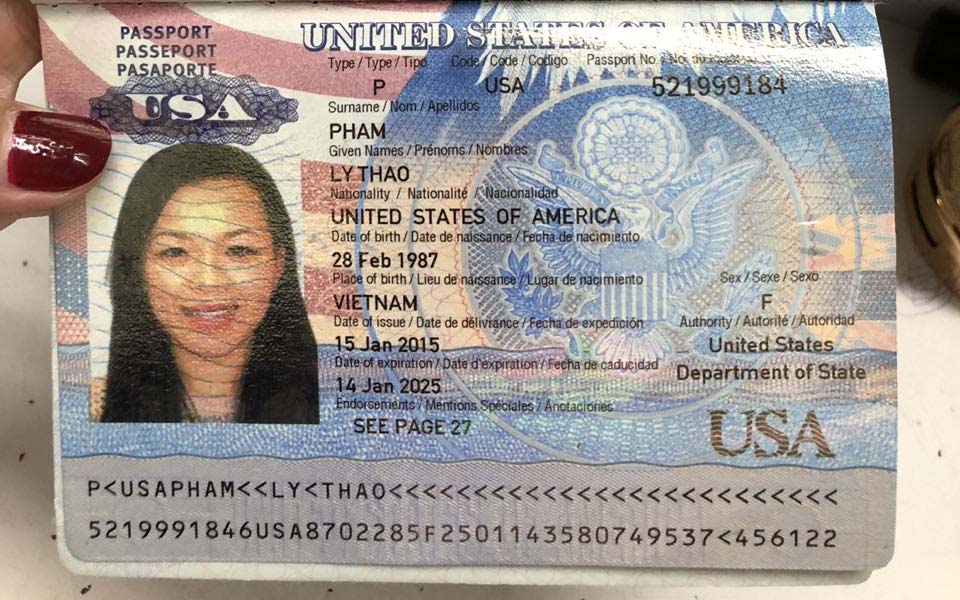 PASSPORT
PASSEPORT
PASAPORTE
USA
UNITED STATES OF AMERICA
Type / Type / Tipo Code / Code / Codigo Passport No / No
P USA 521999184
Surname / Nom / Apellidos
PHAM
Given Names / Prénoms / Nombres
LY THAO
Nationality / Nationalité / Nacionalidad
UNITED STATES OF AMERICA
Date of birth / Date de naissance / Fecha de nacimiento
28 Feb 1987
Place of birth / Lieu de naissance / Lugar de nacimiento Sex / Sexe / Sexo
VIETNAM F
Date of issue / Date de délivrance / Fecha de expedición Authority / Autorité / Autoridad
15 Jan 2015 United States
Date of expiration / Date d'expiration / Fecha de caducidad Department of State
14 Jan 2025
Endorsements / Mentions Spéciales / Anotaciones
SEE PAGE 27
USA
P<USAPHAM<<LY<THAO<<<<<<<<<<<<<<<<<<<<<<<<<<
5219991846USA8702285F2501143580749537<456122